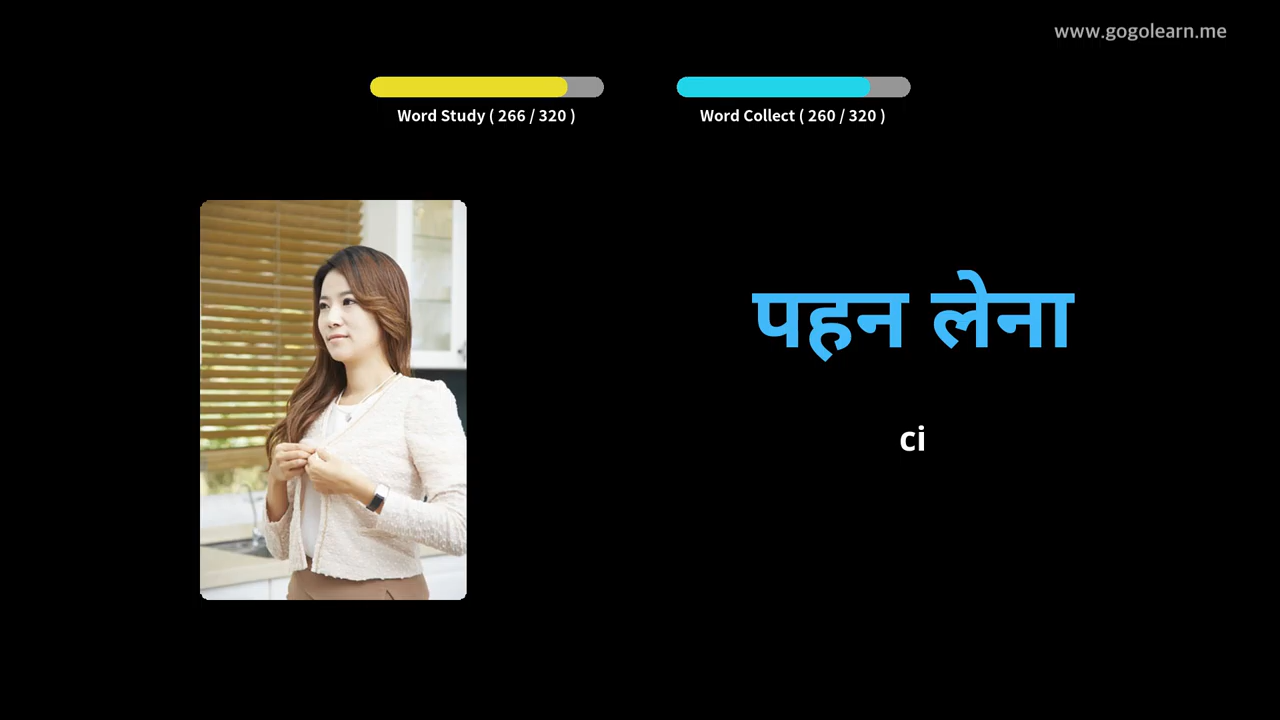 www.gogolearn.me
Word Study ( 266 / 320 )
Word Collect ( 260 / 320 )
पहन लेना
ci